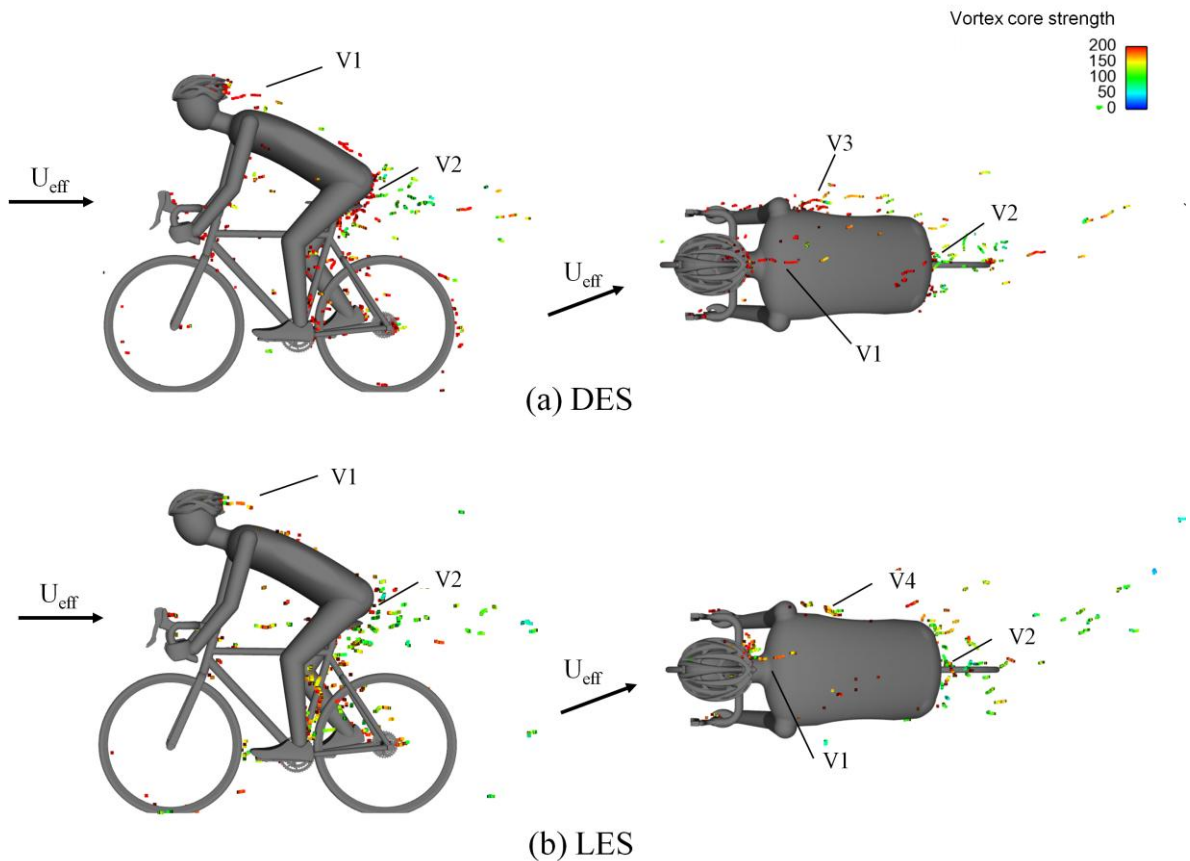 Vortex core strength
200
150
100
50
0
V1
V2
U_eff
V3
V2
U_eff
V1
(a) DES
V1
V2
U_eff
V4
V2
U_eff
V1
(b) LES